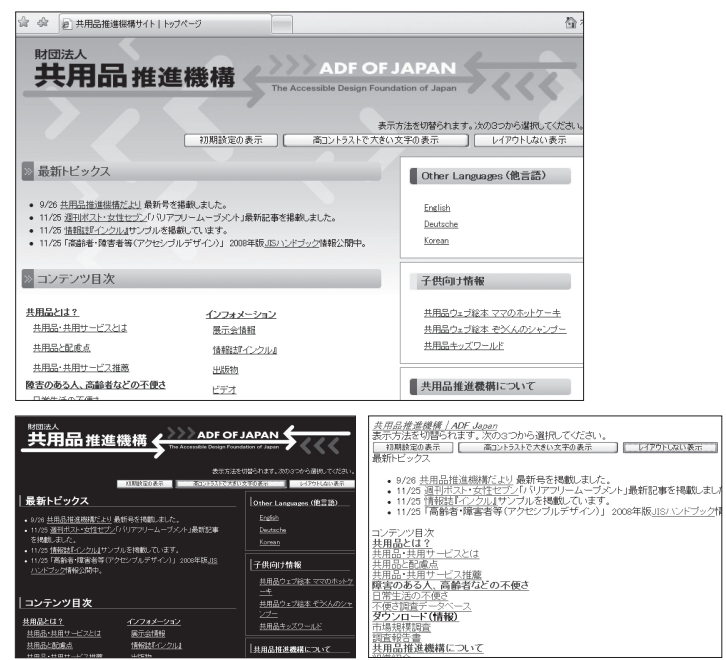 共用品推進機構サイト | トップページ
財団法人
共用品推進機構
ADF OF JAPAN
The Accessible Design Foundation of Japan
表示方法を切替られます。次の3つから選択してください。
初期設定の表示
高コントラストで大きい文字の表示
レイアウトしない表示
最新トピックス
• 9/26 共用品推進機構だより 最新号を掲載しました。
• 11/25 週刊ポスト・女性セブン「バリアフリームーブメント」最新記事を掲載しました。
• 11/25 情報誌『インクル』サンプルを掲載しています。
• 11/25 「高齢者・障害者等(アクセシブルデザイン)」 2008年版JISハンドブック情報公開中。
コンテンツ目次
共用品とは？
共用品・共用サービスとは
共用品と配慮点
共用品・共用サービス推薦
障害のある人、高齢者などの不便さ
日常生活の不便さ
インフォメーション
展示会情報
情報誌『インクル』
出版物
ビデオ
Other Languages (他言語)
English
Deutsche
Korean
子供向け情報
共用品ウェブ絵本 ママのホットケーキ
共用品ウェブ絵本 ぞくんのシャンプー
共用品キッズワールド
共用品推進機構について
財団法人
共用品推進機構
ADF OF JAPAN
The Accessible Design Foundation of Japan
表示方法を切替られます。次の3つから選択してください。
初期設定の表示
高コントラストで大きい文字の表示
レイアウトしない表示
最新トピックス
• 9/26 共用品推進機構だより 最新号を掲載しました。
• 11/25 週刊ポスト・女性セブン「バリアフリームーブメント」最新記事
を掲載しました。
• 11/25 情報誌『インクル』サンプルを掲載しています。
• 11/25 「高齢者・障害者等(アクセシブルデザイン)」 2008年版JIS
ハンドブック情報公開中。
コンテンツ目次
共用品とは？
共用品・共用サービスとは
共用品と配慮点
共用品・共用サービス推薦
インフォメーション
展示会情報
情報誌『インクル』
出版物
Other Languages (他言語)
English
Deutsche
Korean
子供向け情報
共用品ウェブ絵本 ママのホットケ
ーキ
共用品ウェブ絵本 ぞくんのシャ
ンプー
共用品キッズワールド
共用品推進機構について
共用品推進機構 | ADF Japan
表示方法を切替られます。次の3つから選択してください。
初期設定の表示
高コントラストで大きい文字の表示
レイアウトしない表示
最新トピックス
• 9/26 共用品推進機構だより 最新号を掲載しました。
• 11/25 週刊ポスト・女性セブン「バリアフリームーブメント」最新記事を掲載しまし
• 11/25 情報誌『インクル』サンプルを掲載しています。
• 11/25 「高齢者・障害者等(アクセシブルデザイン)」 2008年版JISハンドブック
コンテンツ目次
共用品とは？
共用品・共用サービスとは
共用品と配慮点
共用品・共用サービス推薦
障害のある人、高齢者などの不便さ
日常生活の不便さ
不便さ調査データベース
ダウンロード(情報)
市場規模調査
調査報告書
共用品推進機構について